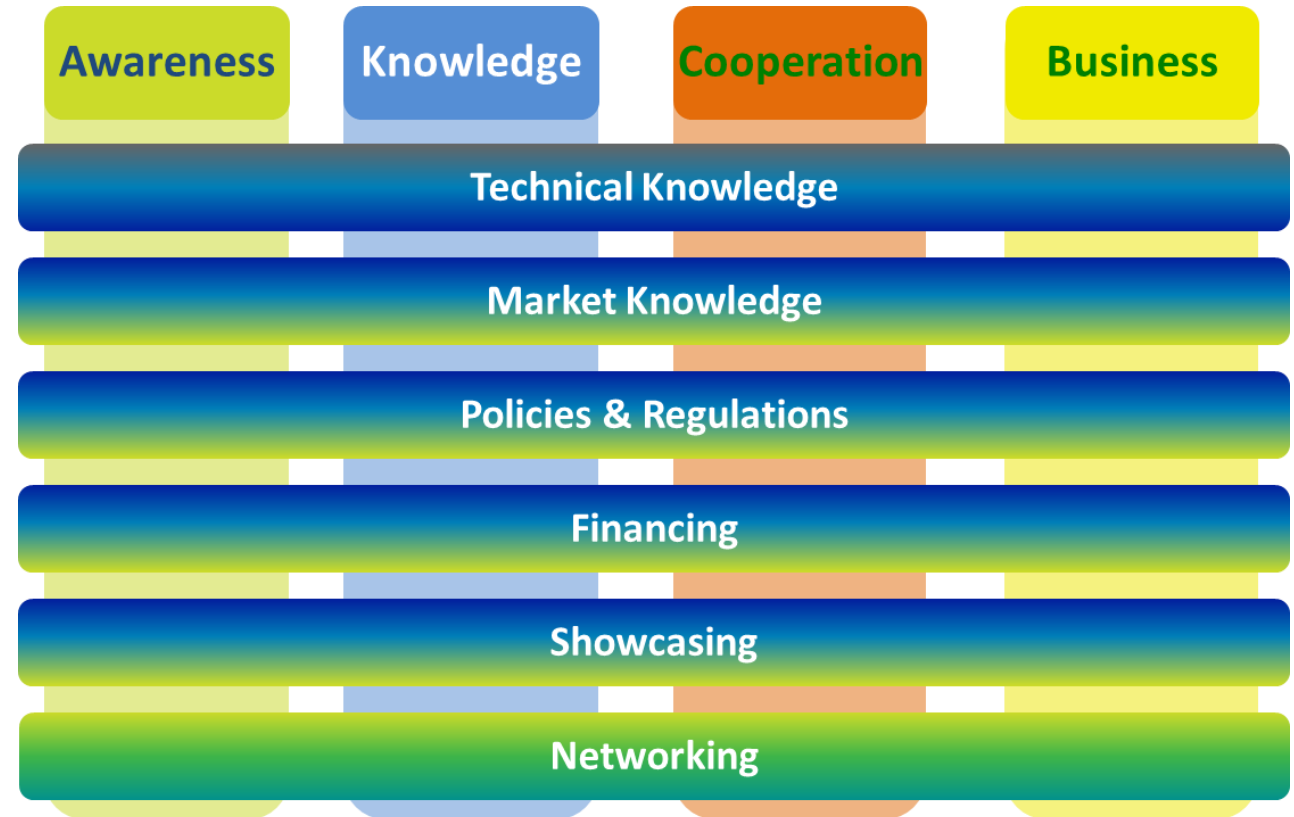 Awareness
Knowledge
Cooperation
Business
Technical Knowledge
Market Knowledge
Policies & Regulations
Financing
Showcasing
Networking